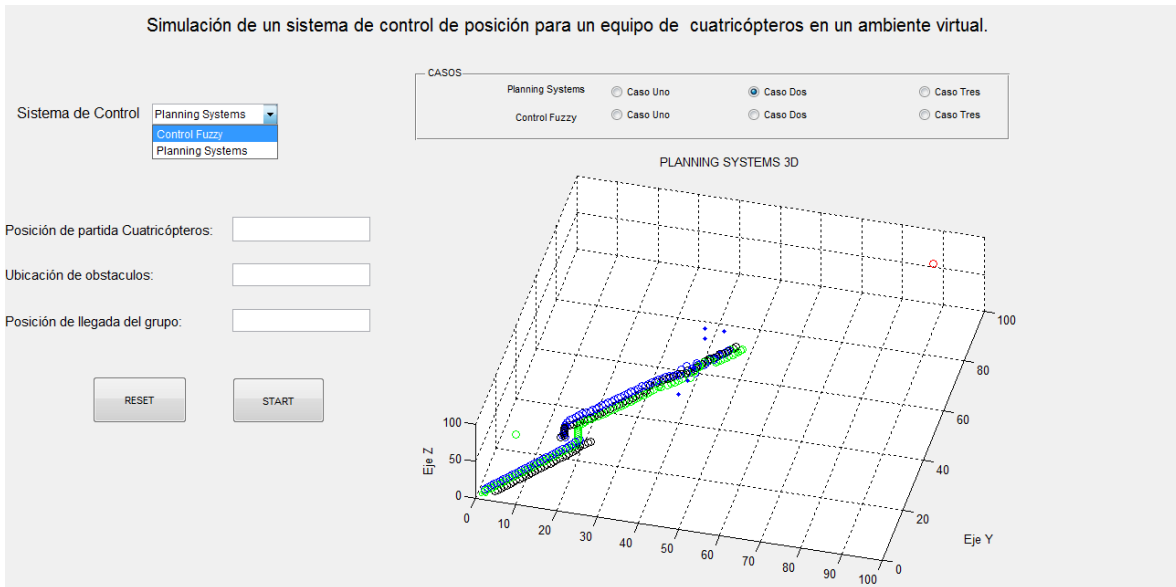 Simulación de un sistema de control de posición para un equipo de cuatricópteros en un ambiente virtual.
CASOS
Planning Systems Caso Uno Caso Dos Caso Tres
Control Fuzzy Caso Uno Caso Dos Caso Tres
Sistema de Control Planning Systems
Control Fuzzy
Planning Systems
Posición de partida Cuatricópteros:
Ubicación de obstaculos:
Posición de llegada del grupo:
RESET START
PLANNING SYSTEMS 3D
Eje Z
100
50
0
0 10 20 30 40 50 60 70 80 90 100
Eje Y
0
20
40
60
80
100